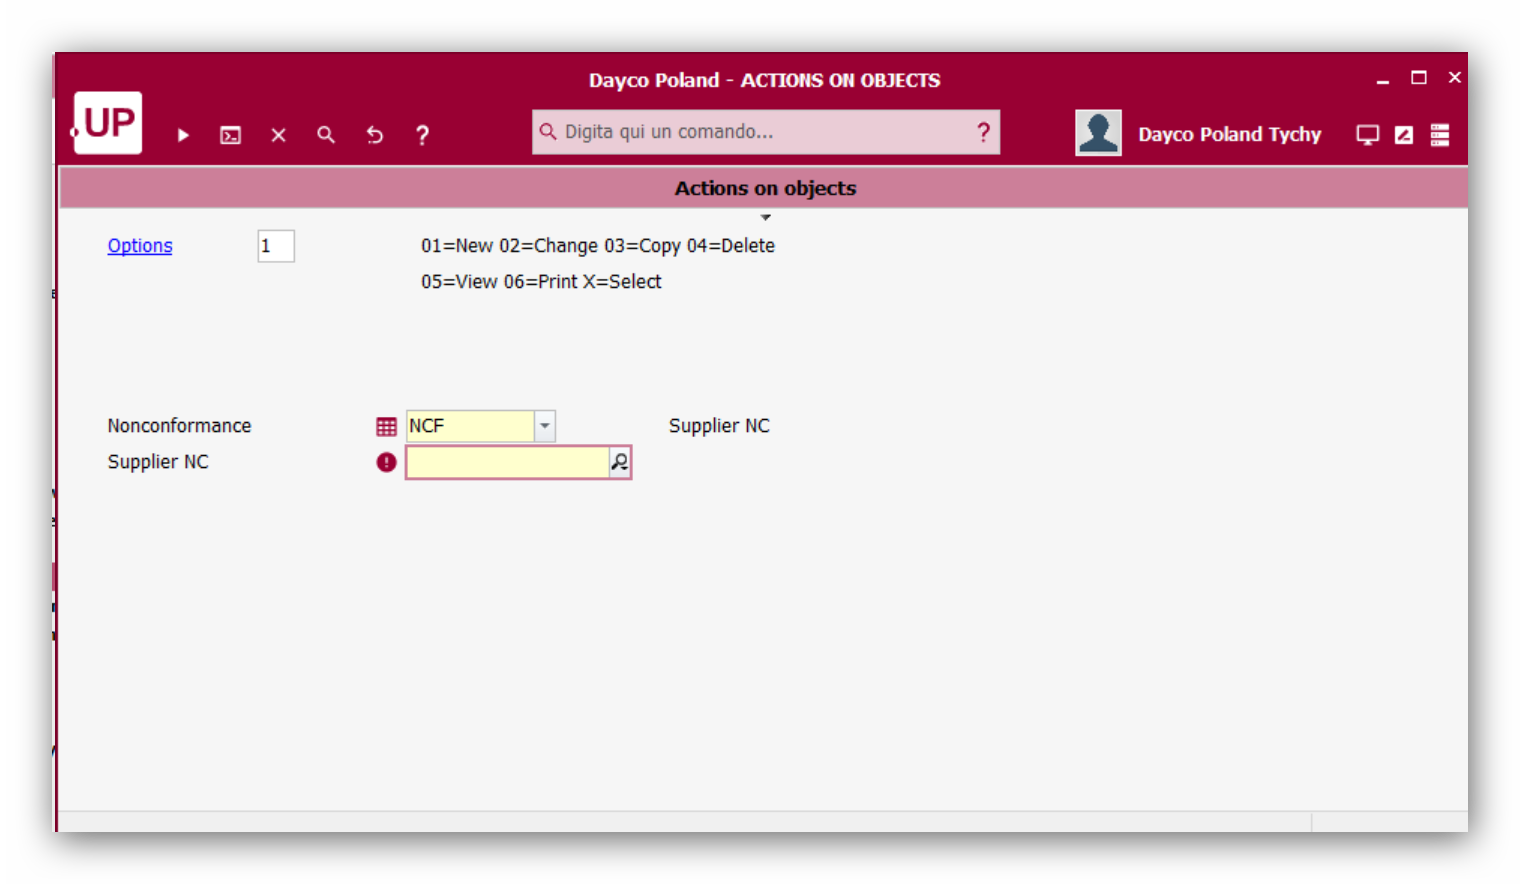 Dayco Poland - ACTIONS ON OBJECTS
.UP
?
Digita qui un comando...
?
Dayco Poland Tychy
Actions on objects
Options 1 01=New 02=Change 03=Copy 04=Delete
05=View 06=Print X=Select
Nonconformance NCF Supplier NC
Supplier NC